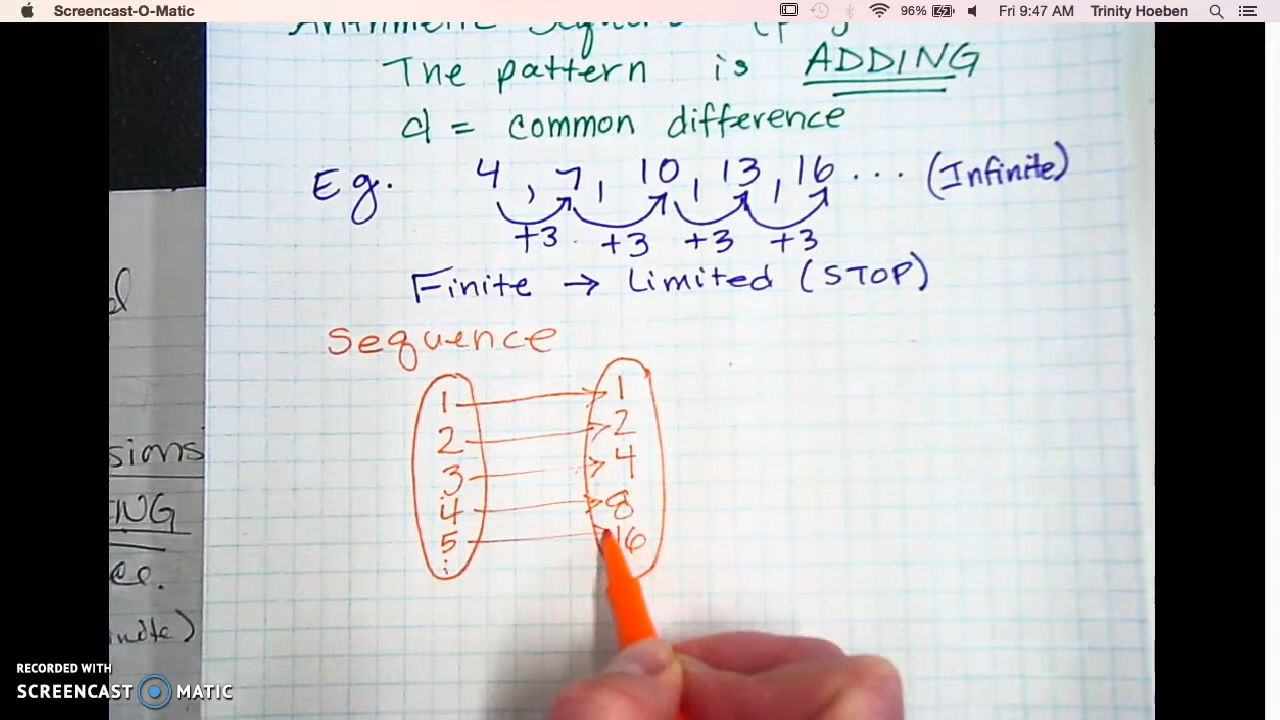 Screencast-O-Matic 96% Fri 9:47 AM Trinity Hoeben
Arithmetic
The pattern is ADDING
d = common difference
Eg. 4, 7, 10, 13, 16 ... (Infinite)
+3 +3 +3 +3
Finite → Limited (STOP)
Sequence
1 → 1
2 → 2
3 → 4
4 → 8
5 → 16
⋮
RECORDED WITH
SCREENCAST MATIC